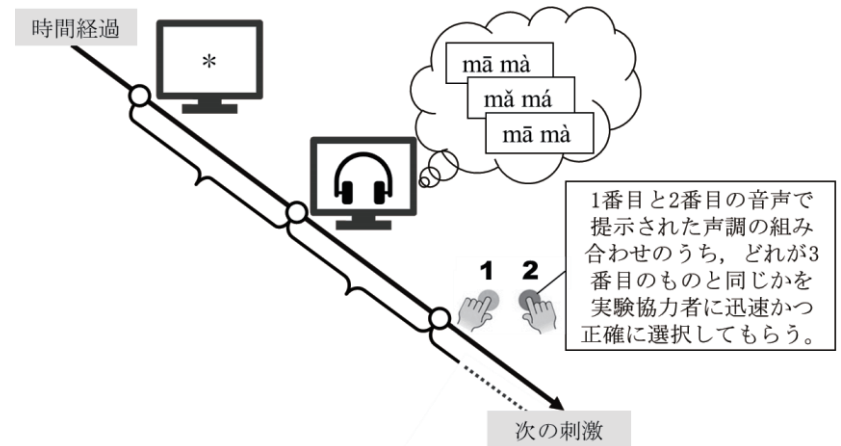 時間経過
*
mā mà
mǎ má
mā mà
1番目と2番目の音声で
提示された声調の組み
合わせのうち，どれが3
番目のものと同じかを
実験協力者に迅速かつ
正確に選択してもらう。
1 2
次の刺激